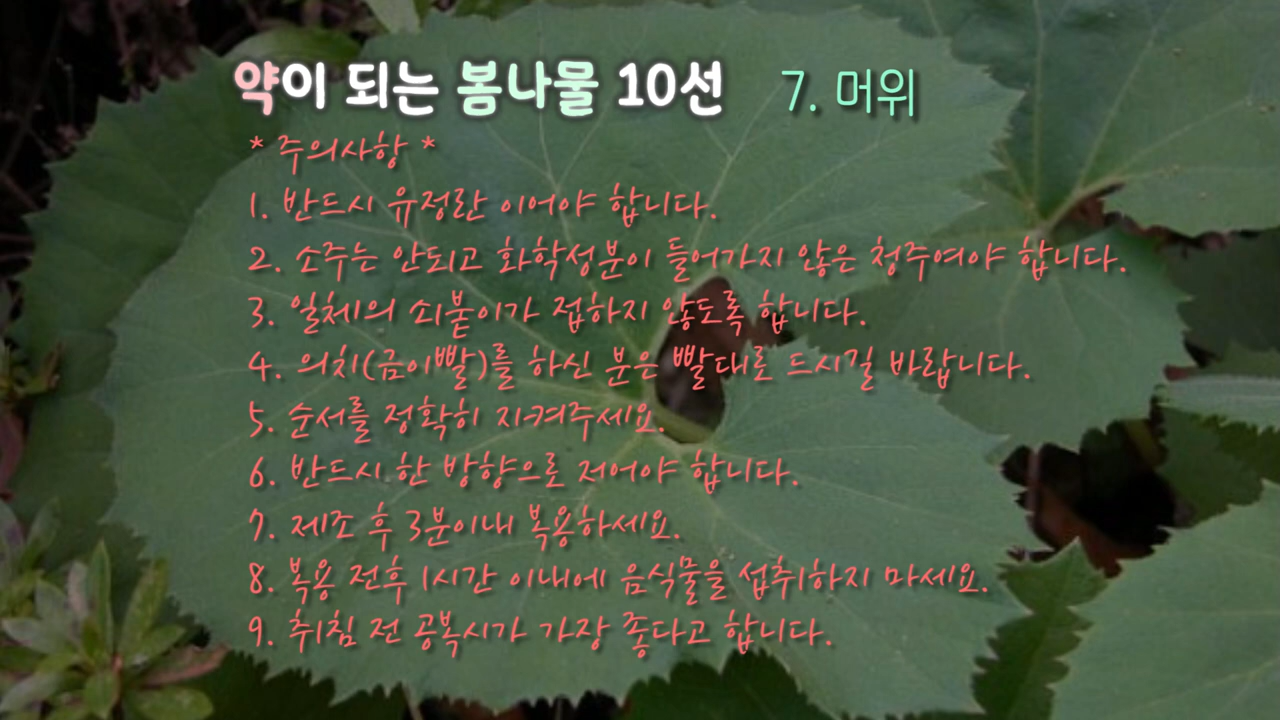 약이 되는 봄나물 10선 7. 머위
* 주의사항 *
1. 반드시 유정란 이어야 합니다.
2. 소주는 안되고 화학성분이 들어가지 않은 청주여야 합니다.
3. 일체의 쇠붙이가 접하지 않도록 합니다.
4. 의치(금이빨)를 하신 분은 빨대로 드시길 바랍니다.
5. 순서를 정확히 지켜주세요.
6. 반드시 한 방향으로 저어야 합니다.
7. 제조 후 3분이내 복용하세요.
8. 복용 전후 1시간 이내에 음식물을 섭취하지 마세요.
9. 취침 전 공복시가 가장 좋다고 합니다.